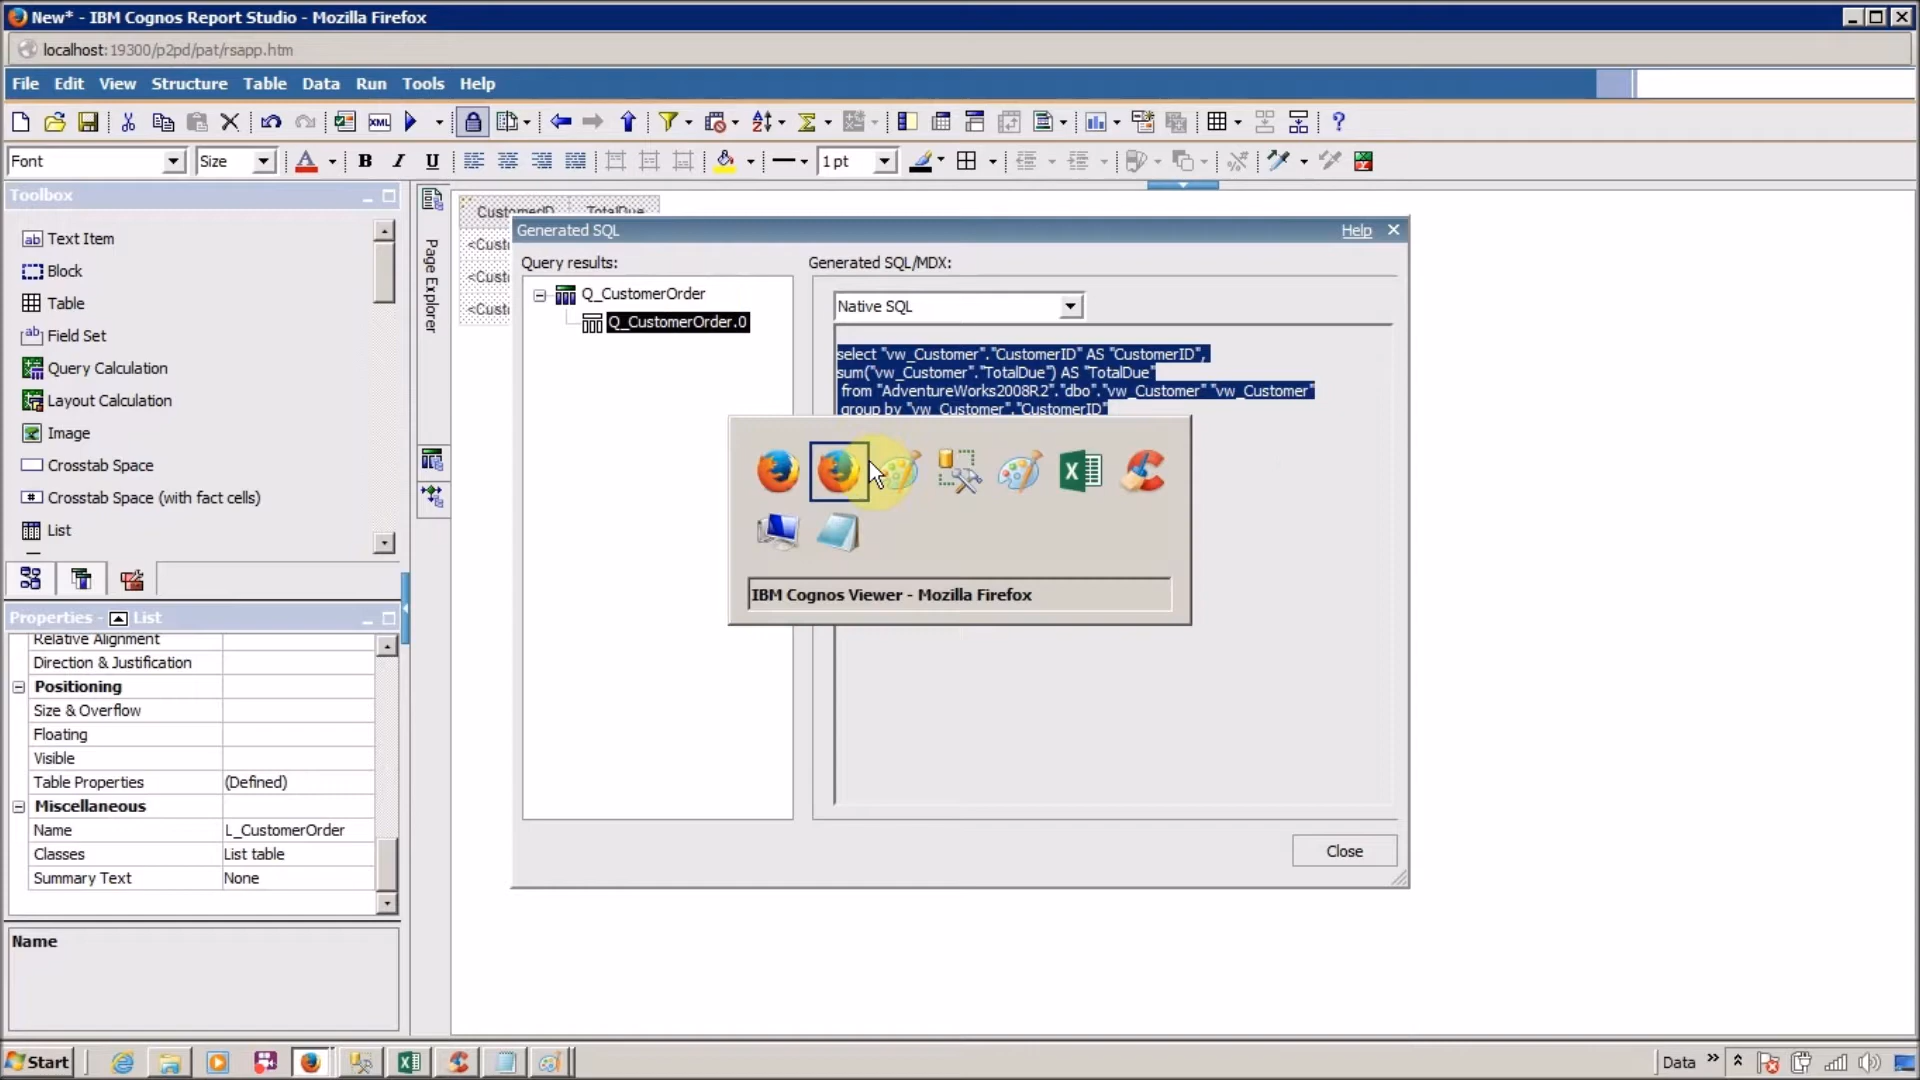 New* - IBM Cognos Report Studio - Mozilla Firefox
localhost:19300/p2pd/pat/rsapp.htm
File Edit View Structure Table Data Run Tools Help
Font Size A B I U 1 pt
Toolbox
Text Item
Block
Table
Field Set
Query Calculation
Layout Calculation
Image
Crosstab Space
Crosstab Space (with fact cells)
List
Page Explorer
CustomerID TotalDue
<Cust
<Cust
<Cust
Generated SQL Help
Query results: Generated SQL/MDX:
Q_CustomerOrder
Q_CustomerOrder.0
Native SQL
select "vw_Customer"."CustomerID" AS "CustomerID",
sum("vw_Customer"."TotalDue") AS "TotalDue"
from "AdventureWorks2008R2"."dbo"."vw_Customer" "vw_Customer"
group by "vw_Customer"."CustomerID"
IBM Cognos Viewer - Mozilla Firefox
Close
Properties - List
Relative Alignment
Direction & Justification
Positioning
Size & Overflow
Floating
Visible
Table Properties (Defined)
Miscellaneous
Name L_CustomerOrder
Classes List table
Summary Text None
Name
Start Data